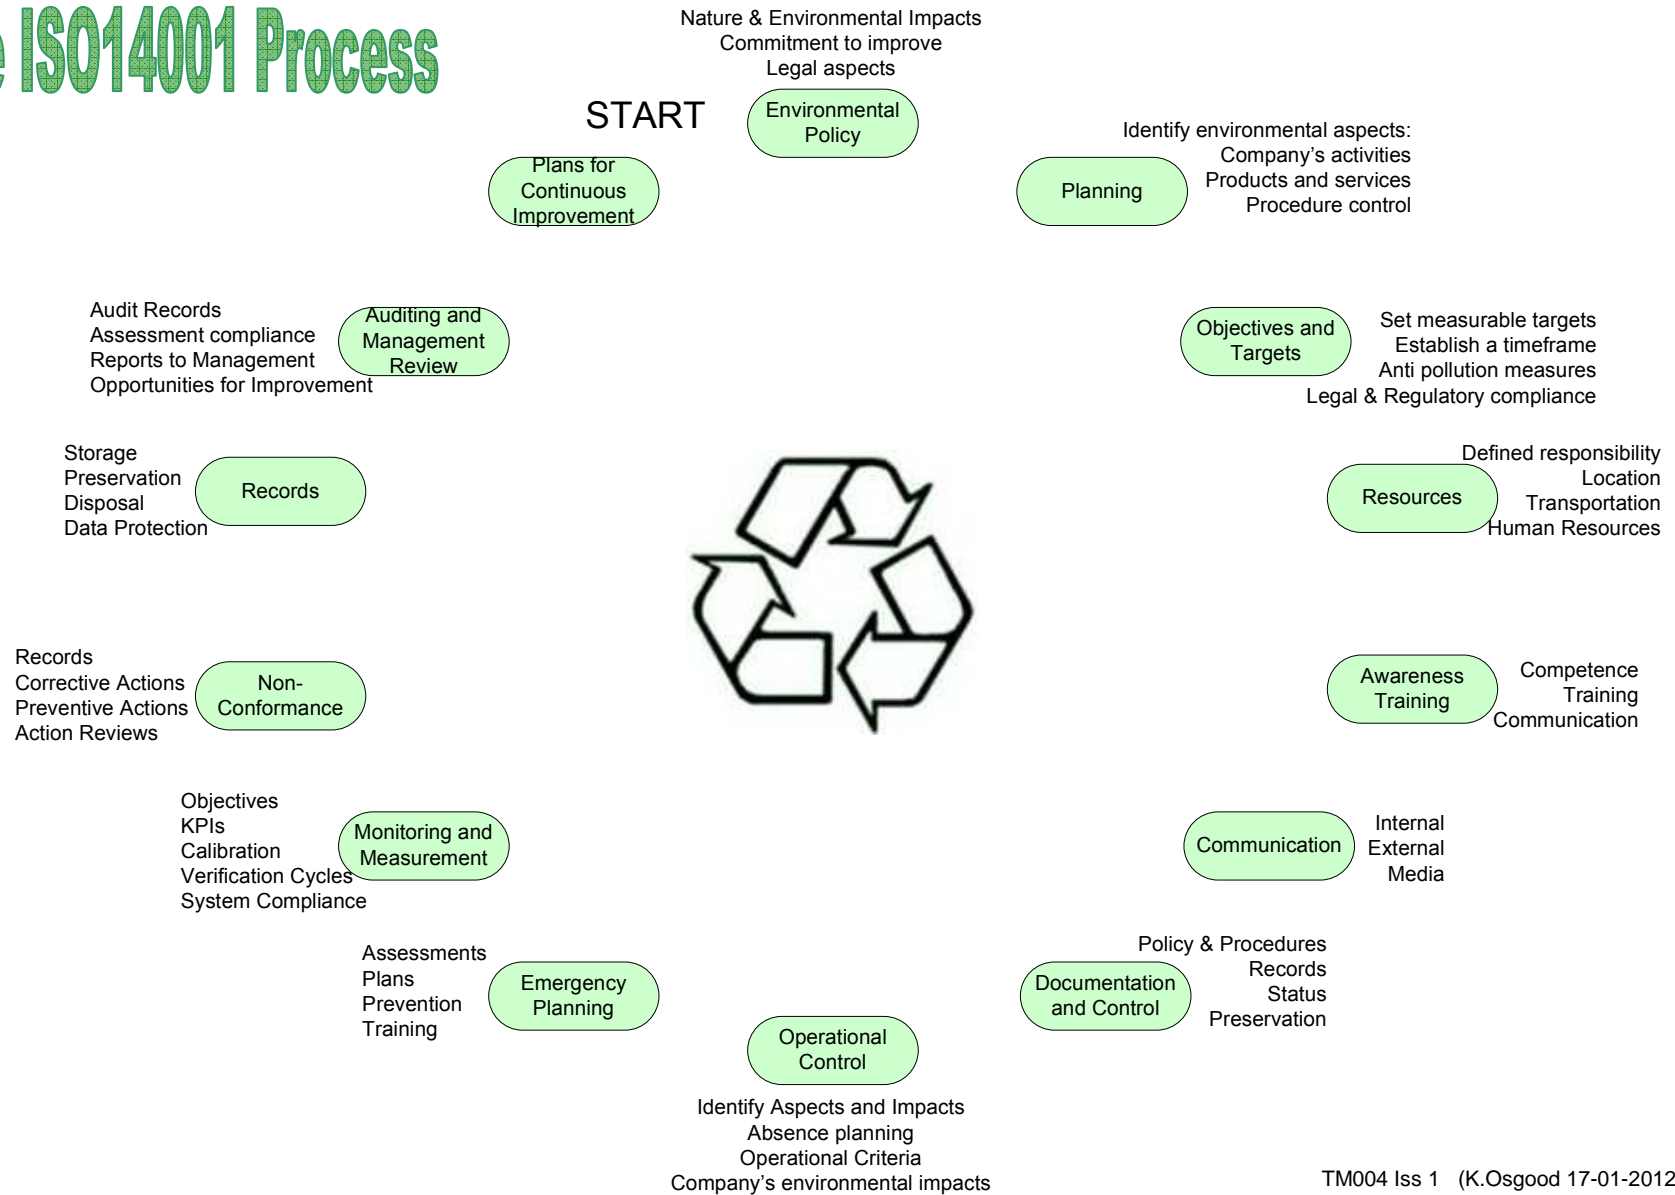 e ISO14001 Process
START
Nature & Environmental Impacts
Commitment to improve
Legal aspects
Environmental
Policy
Identify environmental aspects:
Company's activities
Products and services
Procedure control
Planning
Set measurable targets
Establish a timeframe
Anti pollution measures
Legal & Regulatory compliance
Objectives and
Targets
Defined responsibility
Location
Transportation
Human Resources
Resources
Awareness
Training
Competence
Training
Communication
Communication
Internal
External
Media
Policy & Procedures
Records
Status
Preservation
Documentation
and Control
Operational
Control
Identify Aspects and Impacts
Absence planning
Operational Criteria
Company's environmental impacts
Assessments
Plans
Prevention
Training
Emergency
Planning
Objectives
KPIs
Calibration
Verification Cycles
System Compliance
Monitoring and
Measurement
Records
Corrective Actions
Preventive Actions
Action Reviews
Non-
Conformance
Storage
Preservation
Disposal
Data Protection
Records
Audit Records
Assessment compliance
Reports to Management
Opportunities for Improvement
Auditing and
Management
Review
Plans for
Continuous
Improvement
TM004 Iss 1 (K.Osgood 17-01-2012